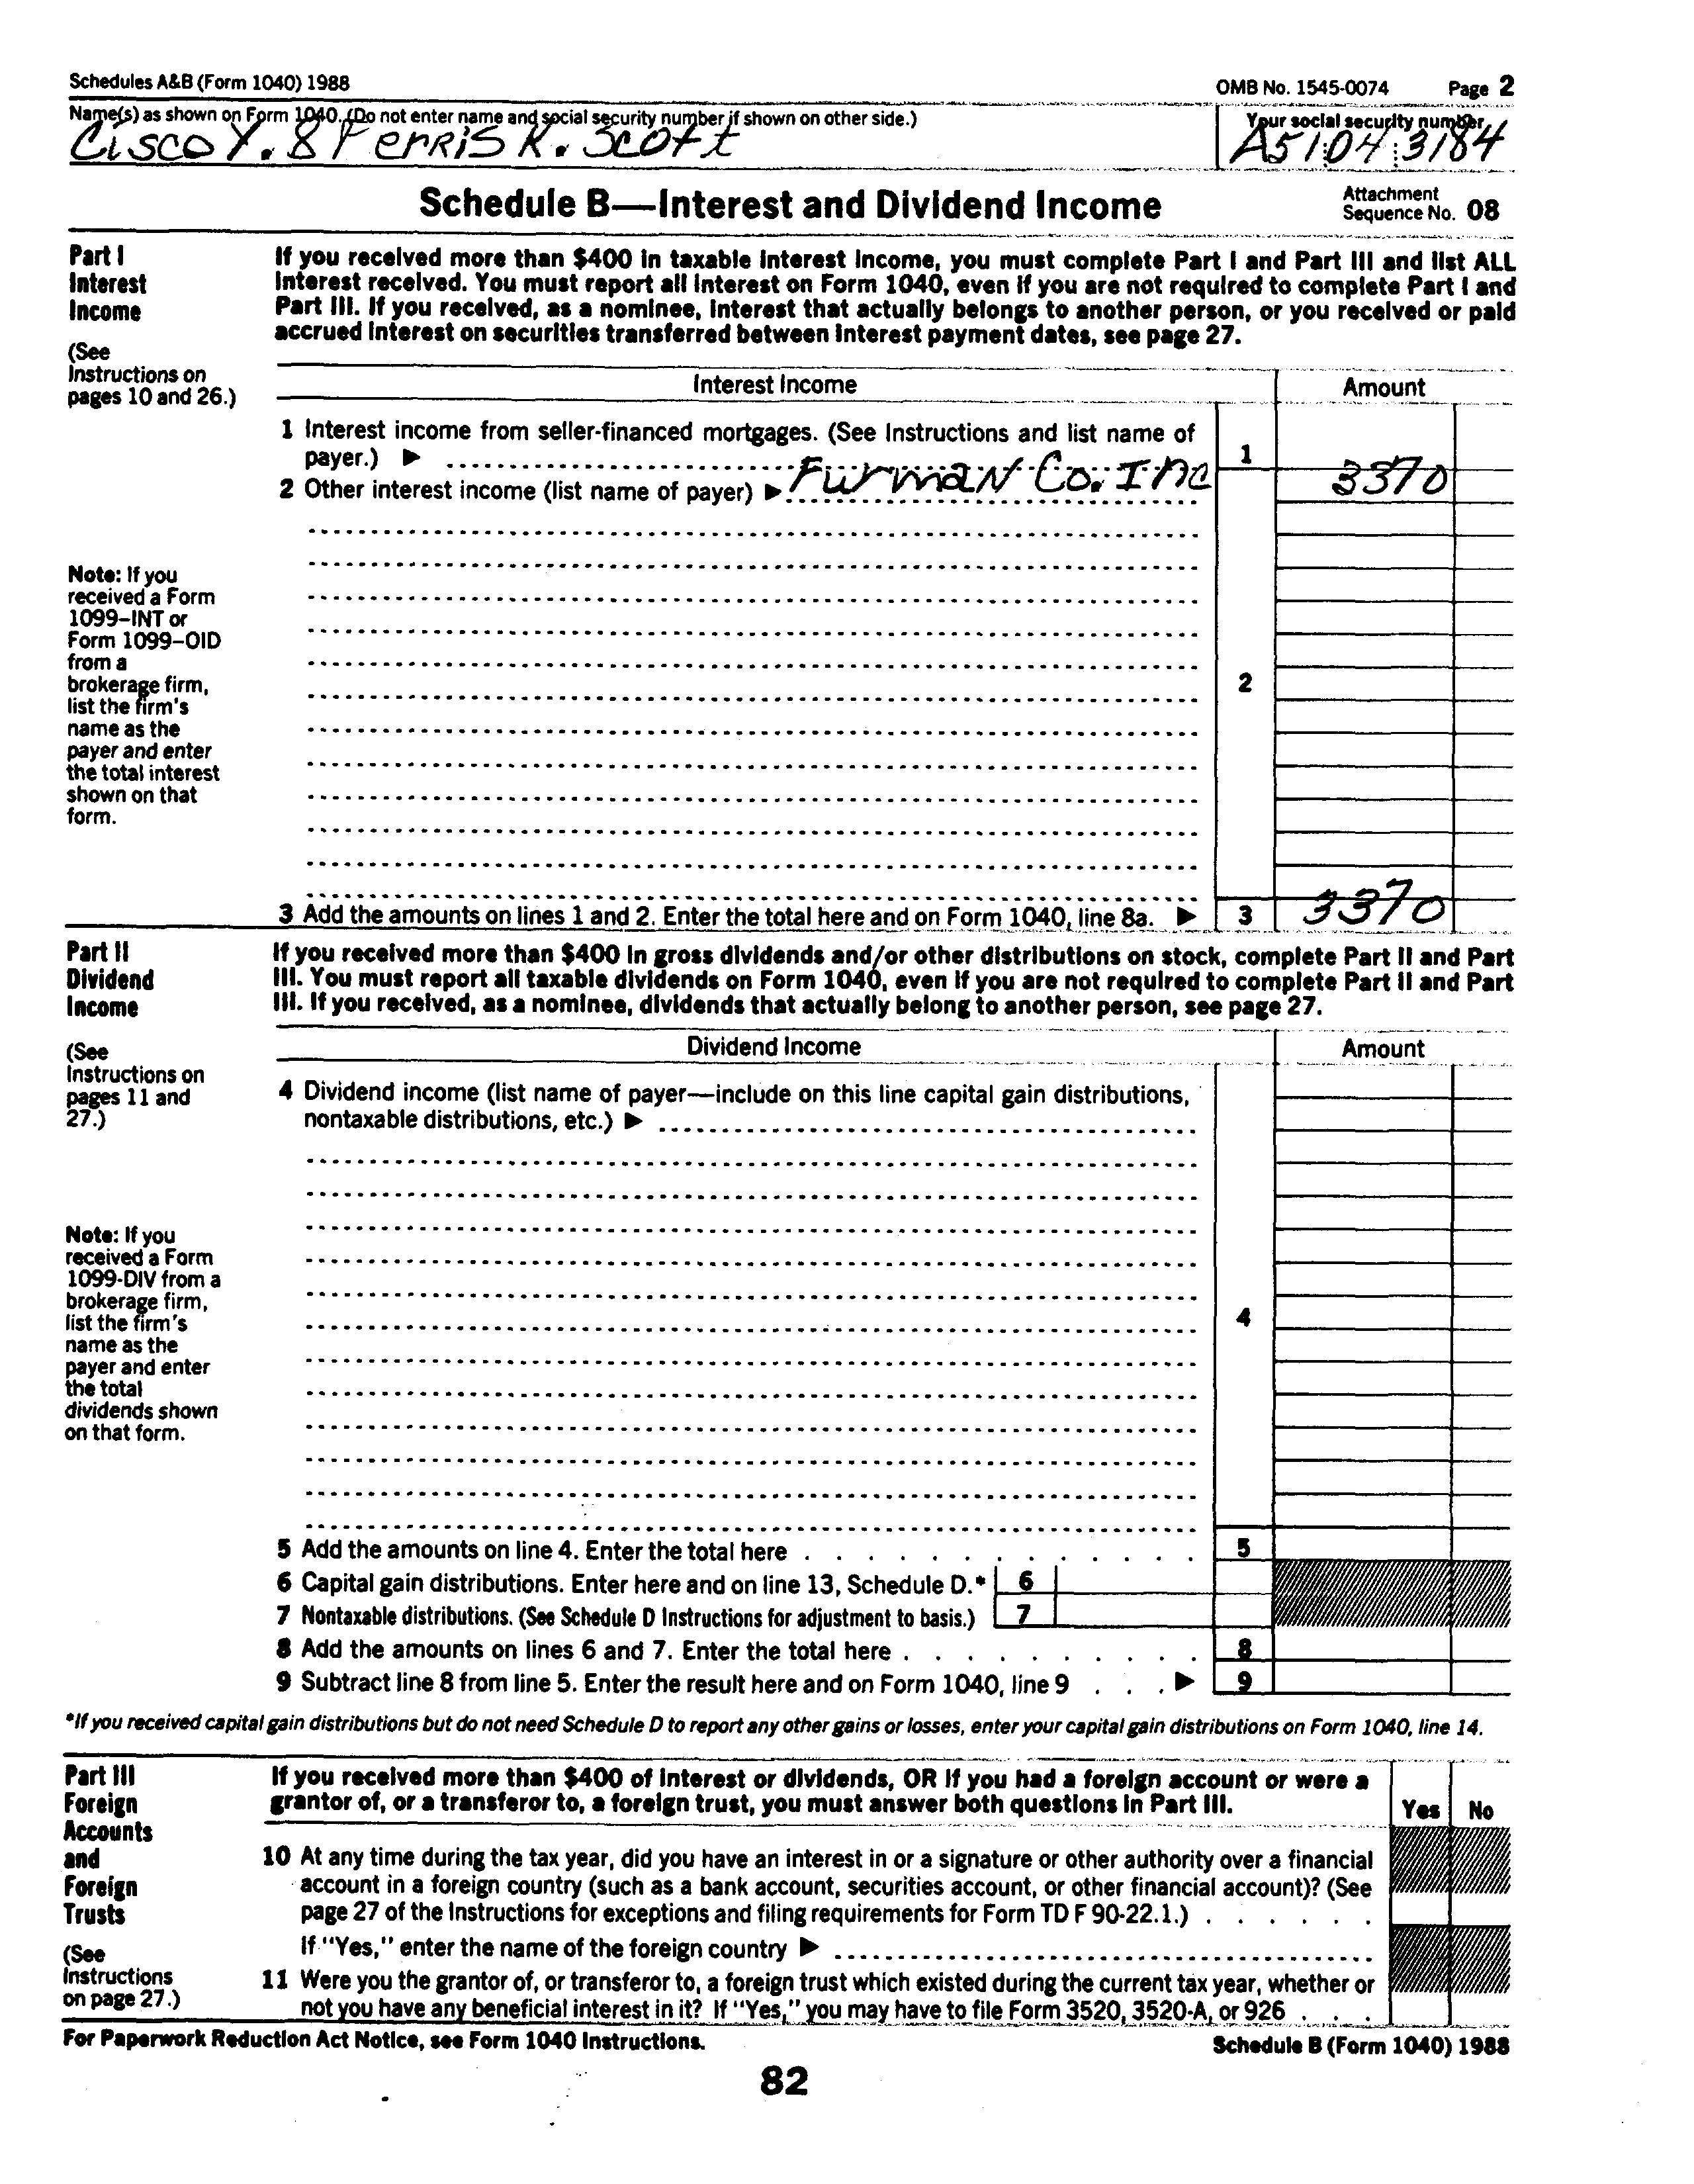 Schedules A&B (Form 1040) 1988 OMB No. 1545-0074 Page 2
Name(s) as shown on Form 1040. (Do not enter name and social security number if shown on other side.) Your social security number
Cisco Y. & Ferris K. Scott A51 04 3184
Schedule B—Interest and Dividend Income
Attachment
Sequence No. 08
Part I
Interest
Income
(See
Instructions on
pages 10 and 26.)
If you received more than $400 in taxable interest income, you must complete Part I and Part III and list ALL
interest received. You must report all interest on Form 1040, even if you are not required to complete Part I and
Part III. If you received, as a nominee, interest that actually belongs to another person, or you received or paid
accrued interest on securities transferred between interest payment dates, see page 27.
Interest Income Amount
1 Interest income from seller-financed mortgages. (See Instructions and list name of
payer.) ▶ 1
2 Other interest income (list name of payer) ▶ Furman Co. Inc 3370
Note: If you
received a Form
1099–INT or
Form 1099–OID
from a
brokerage firm,
list the firm's
name as the
payer and enter
the total interest
shown on that
form.
2
3 Add the amounts on lines 1 and 2. Enter the total here and on Form 1040, line 8a. ▶ 3 3370
Part II
Dividend
Income
(See
Instructions on
pages 11 and
27.)
If you received more than $400 in gross dividends and/or other distributions on stock, complete Part II and Part
III. You must report all taxable dividends on Form 1040, even if you are not required to complete Part II and Part
III. If you received, as a nominee, dividends that actually belong to another person, see page 27.
Dividend Income Amount
4 Dividend income (list name of payer—include on this line capital gain distributions,
nontaxable distributions, etc.) ▶
Note: If you
received a Form
1099-DIV from a
brokerage firm,
list the firm's
name as the
payer and enter
the total
dividends shown
on that form.
4
5 Add the amounts on line 4. Enter the total here 5
6 Capital gain distributions. Enter here and on line 13, Schedule D.* 6
7 Nontaxable distributions. (See Schedule D Instructions for adjustment to basis.) 7
8 Add the amounts on lines 6 and 7. Enter the total here 8
9 Subtract line 8 from line 5. Enter the result here and on Form 1040, line 9 ▶ 9
*If you received capital gain distributions but do not need Schedule D to report any other gains or losses, enter your capital gain distributions on Form 1040, line 14.
Part III
Foreign
Accounts
and
Foreign
Trusts
(See
Instructions
on page 27.)
If you received more than $400 of interest or dividends, OR if you had a foreign account or were a
grantor of, or a transferor to, a foreign trust, you must answer both questions in Part III.
Yes No
10 At any time during the tax year, did you have an interest in or a signature or other authority over a financial
account in a foreign country (such as a bank account, securities account, or other financial account)? (See
page 27 of the Instructions for exceptions and filing requirements for Form TD F 90-22.1.)
If "Yes," enter the name of the foreign country ▶
11 Were you the grantor of, or transferor to, a foreign trust which existed during the current tax year, whether or
not you have any beneficial interest in it? If "Yes," you may have to file Form 3520, 3520-A, or 926
For Paperwork Reduction Act Notice, see Form 1040 Instructions. Schedule B (Form 1040) 1988
82